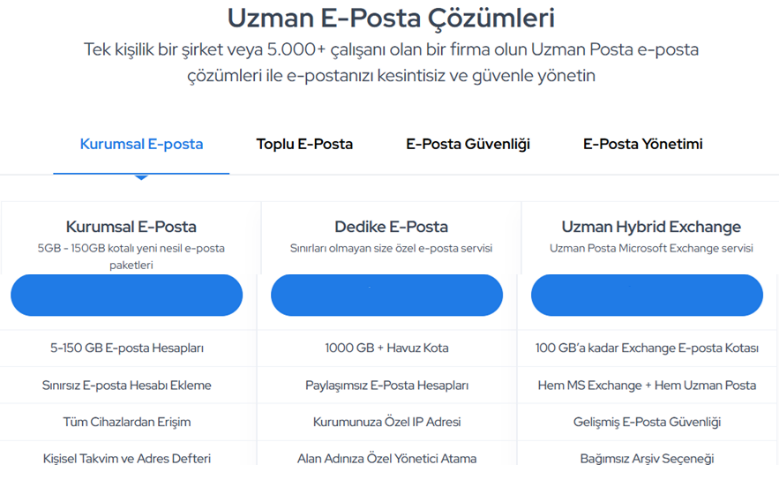 Uzman E-Posta Çözümleri
Tek kişilik bir şirket veya 5.000+ çalışanı olan bir firma olun Uzman Posta e-posta
çözümleri ile e-postanızı kesintisiz ve güvenle yönetin
Kurumsal E-posta
Toplu E-Posta
E-Posta Güvenliği
E-Posta Yönetimi
Kurumsal E-Posta
5GB - 150GB kotalı yeni nesil e-posta
paketleri
5-150 GB E-posta Hesapları
Sınırsız E-posta Hesabı Ekleme
Tüm Cihazlardan Erişim
Kişisel Takvim ve Adres Defteri
Dedike E-Posta
Sınırları olmayan size özel e-posta servisi
1000 GB + Havuz Kota
Paylaşımsız E-Posta Hesapları
Kurumunuza Özel IP Adresi
Alan Adınıza Özel Yönetici Atama
Uzman Hybrid Exchange
Uzman Posta Microsoft Exchange servisi
100 GB'a kadar Exchange E-posta Kotası
Hem MS Exchange + Hem Uzman Posta
Gelişmiş E-Posta Güvenliği
Bağımsız Arşiv Seçeneği